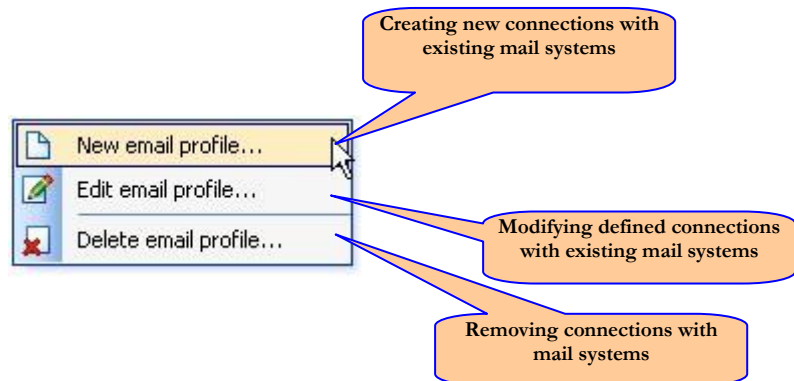 Creating new connections with
existing mail systems
New email profile...
Edit email profile...
Delete email profile...
Modifying defined connections
with existing mail systems
Removing connections with
mail systems